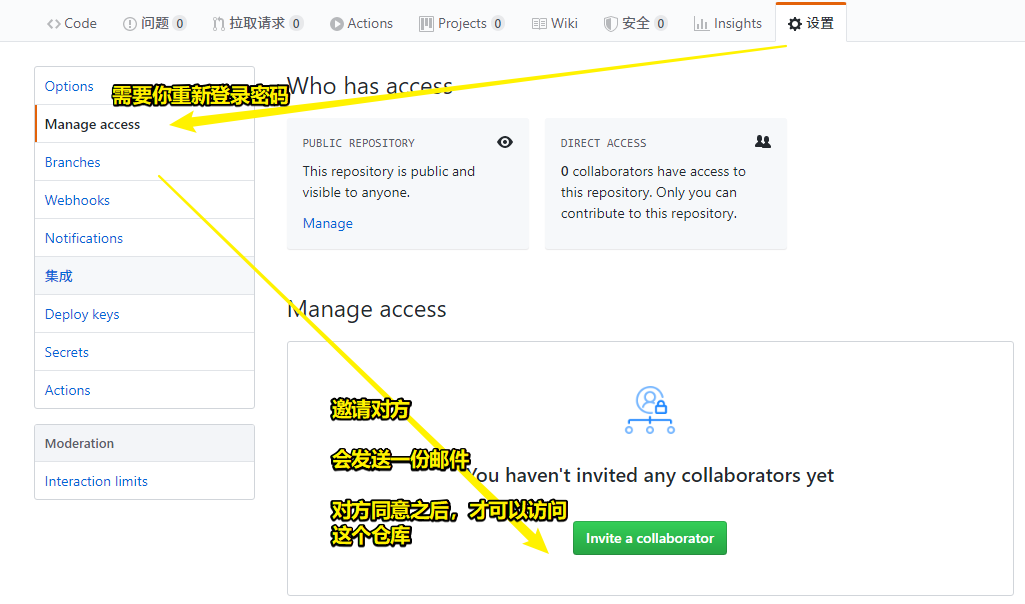 Code 问题 0 拉取请求 0 Actions Projects 0 Wiki 安全 0 Insights 设置
Options
需要你重新登录密码
Manage access
Branches
Webhooks
Notifications
集成
Deploy keys
Secrets
Actions
Moderation
Interaction limits
Who has access
PUBLIC REPOSITORY
This repository is public and
visible to anyone.
Manage
DIRECT ACCESS
0 collaborators have access to
this repository. Only you can
contribute to this repository.
Manage access
邀请对方
会发送一份邮件
You haven't invited any collaborators yet
对方同意之后，才可以访问
这个仓库
Invite a collaborator